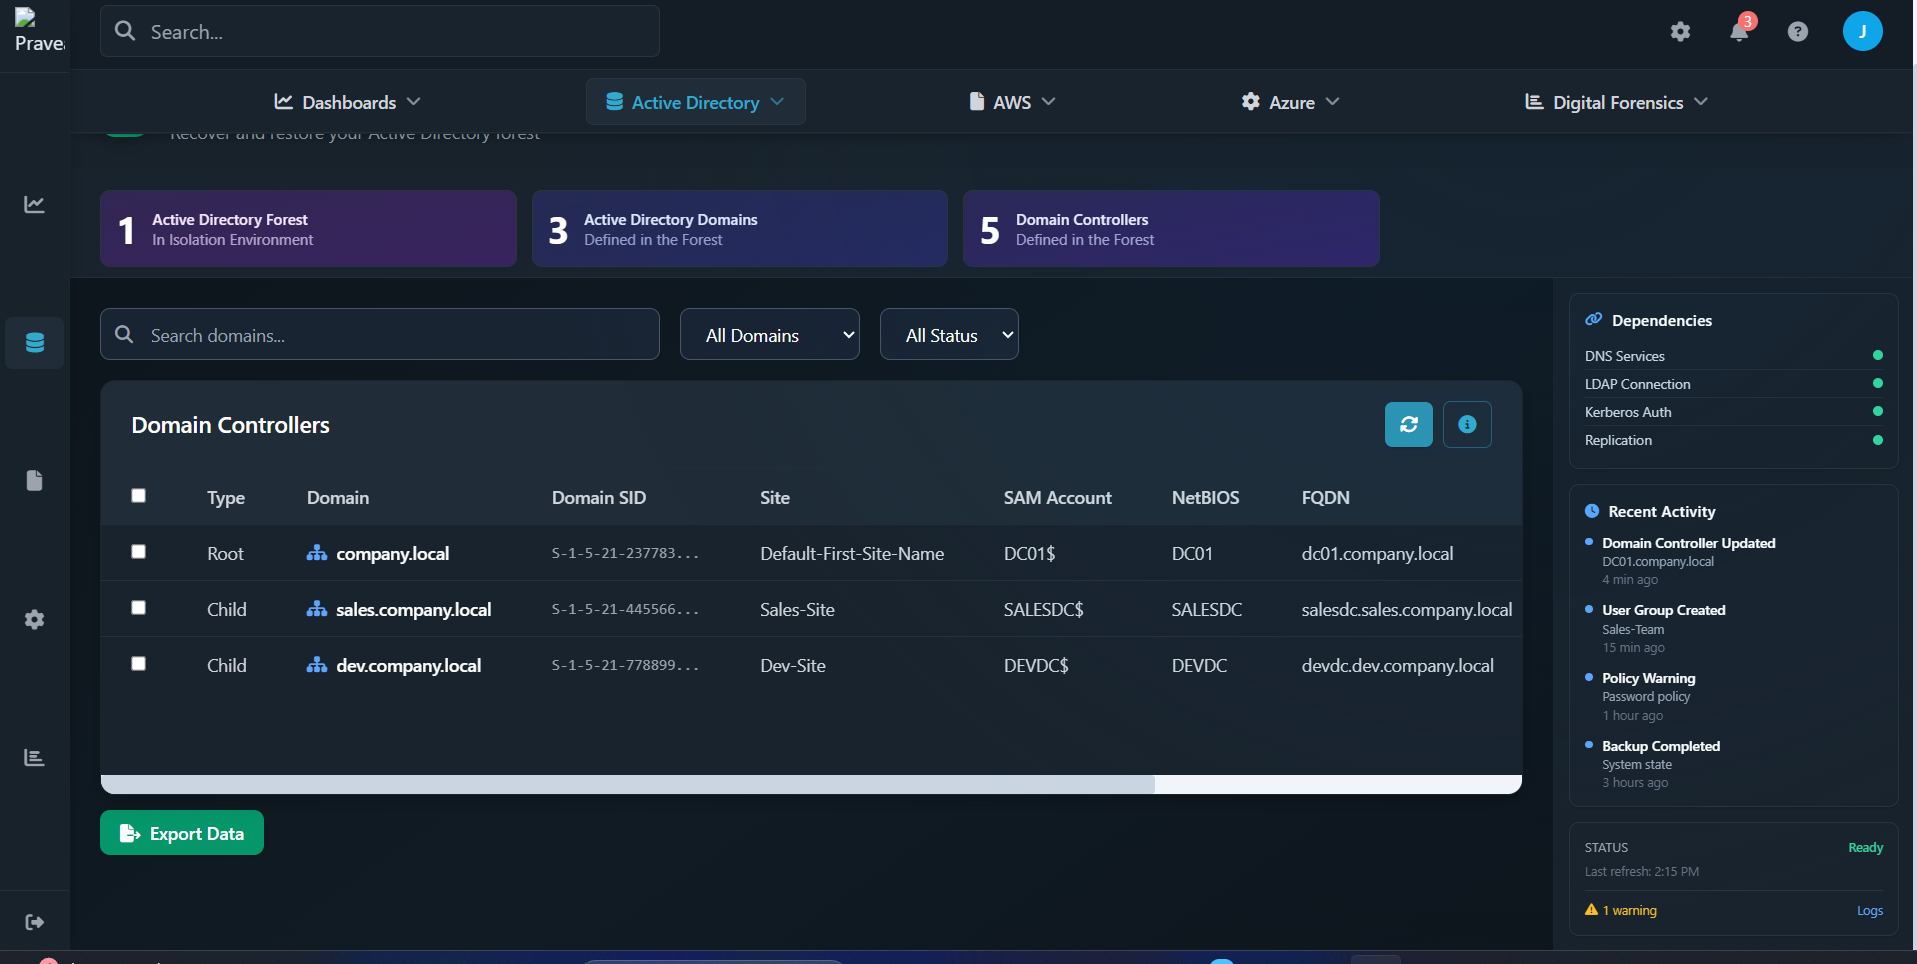 Prave
Search...
3
?
J
Dashboards
Active Directory
AWS
Azure
Digital Forensics
Recover and restore your Active Directory forest
1
Active Directory Forest
In Isolation Environment
3
Active Directory Domains
Defined in the Forest
5
Domain Controllers
Defined in the Forest
Search domains...
All Domains
All Status
Domain Controllers
Type Domain Domain SID Site SAM Account NetBIOS FQDN
Root company.local S-1-5-21-237783... Default-First-Site-Name DC01$ DC01 dc01.company.local
Child sales.company.local S-1-5-21-445566... Sales-Site SALESDC$ SALESDC salesdc.sales.company.local
Child dev.company.local S-1-5-21-778899... Dev-Site DEVDC$ DEVDC devdc.dev.company.local
Export Data
Dependencies
DNS Services
LDAP Connection
Kerberos Auth
Replication
Recent Activity
Domain Controller Updated
DC01.company.local
4 min ago
User Group Created
Sales-Team
15 min ago
Policy Warning
Password policy
1 hour ago
Backup Completed
System state
3 hours ago
STATUS Ready
Last refresh: 2:15 PM
1 warning Logs